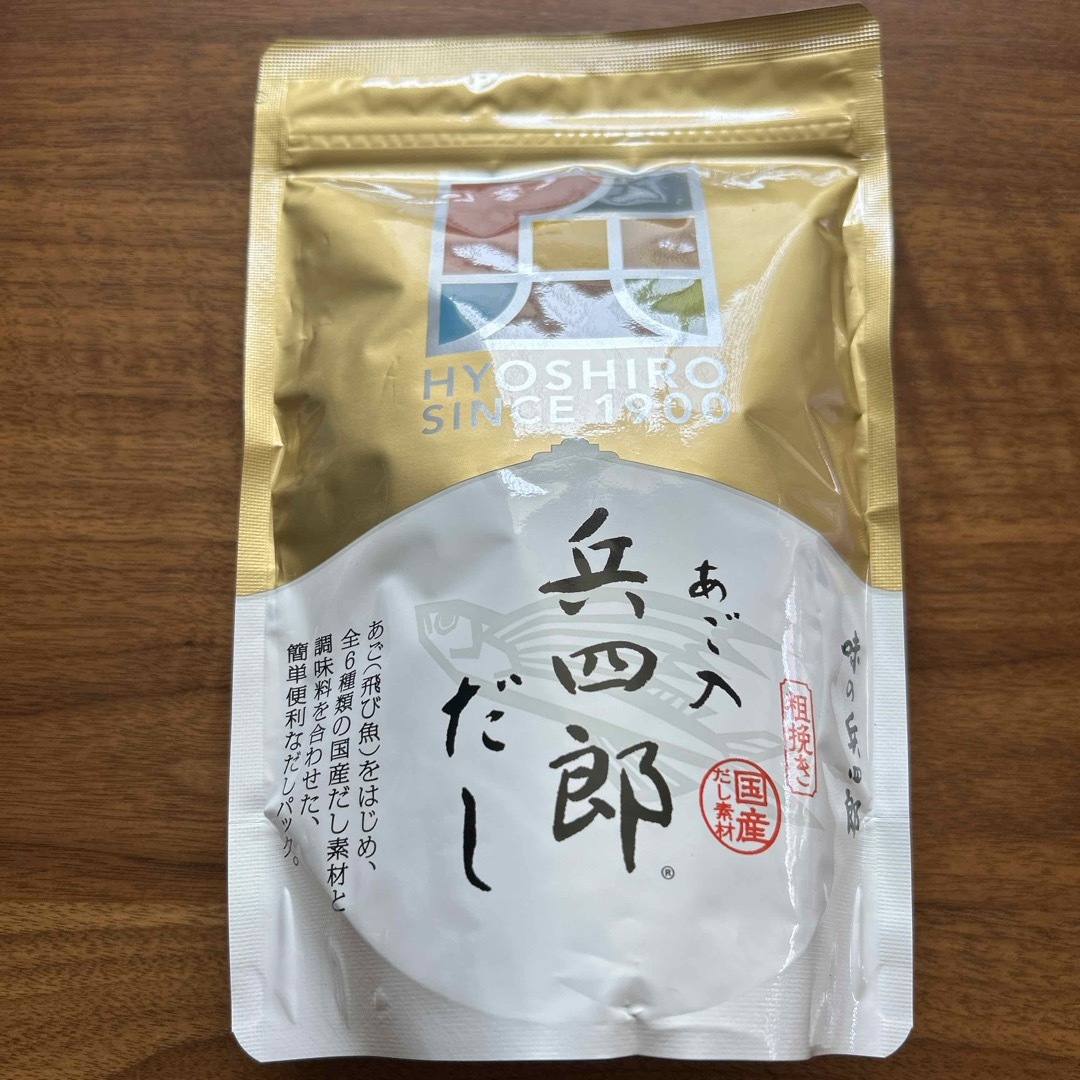 HYOSHIRO
SINCE 1900
あご入
兵四郎
だし
®
味の兵四郎
粗挽き
国産
だし素材
あご(飛び魚)をはじめ、
全6種類の国産だし素材と
調味料を合わせた、
簡単便利なだしパック。